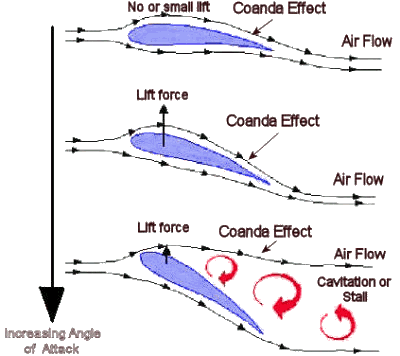 No or small lift
Coanda Effect
Air Flow
Lift force
Coanda Effect
Air Flow
Lift force
Coanda Effect
Air Flow
Cavitation or
Stall
Increasing Angle
of Attack